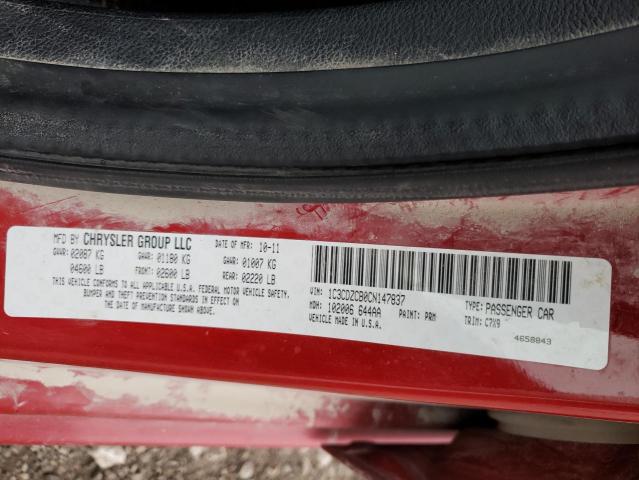 MFD BY CHRYSLER GROUP LLC DATE OF MFR: 10-11
GVWR: 02087 KG GAWR: 01180 KG GAWR: 01007 KG
04600 LB FRONT: 02600 LB REAR: 02220 LB
THIS VEHICLE CONFORMS TO ALL APPLICABLE U.S.A. FEDERAL MOTOR VEHICLE SAFETY,
BUMPER AND THEFT PREVENTION STANDARDS IN EFFECT ON THE
DATE OF MANUFACTURE SHOWN ABOVE.
VIN: 1C3CDZCB0CN147837 TYPE: PASSENGER CAR
MDH: 102006 644AA PAINT: PRM TRIM: C7X9
MADE IN U.S.A.
4658843